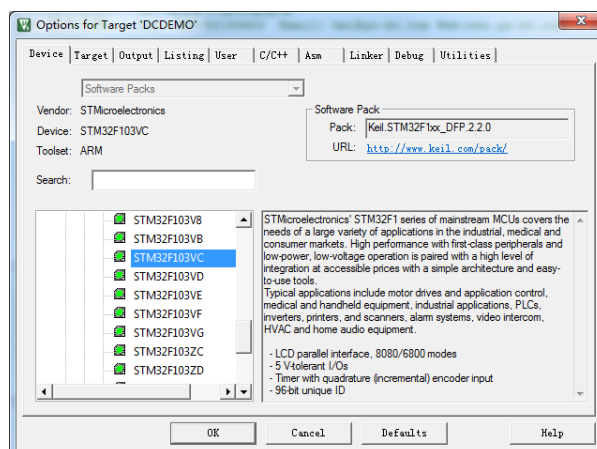 Options for Target 'DCDEMO'
Device Target Output Listing User C/C++ Asm Linker Debug Utilities
Software Packs
Vendor: STMicroelectronics
Device: STM32F103VC
Toolset: ARM
Search:
Software Pack
Pack: Keil.STM32F1xx_DFP.2.2.0
URL: http://www.keil.com/pack/
STM32F103V8
STM32F103VB
STM32F103VC
STM32F103VD
STM32F103VE
STM32F103VF
STM32F103VG
STM32F103ZC
STM32F103ZD
STMicroelectronics' STM32F1 series of mainstream MCUs covers the
needs of a large variety of applications in the industrial, medical and
consumer markets. High performance with first-class peripherals and
low-power, low-voltage operation is paired with a high level of
integration at accessible prices with a simple architecture and easy-
to-use tools.
Typical applications include motor drives and application control,
medical and handheld equipment, industrial applications, PLCs,
inverters, printers, and scanners, alarm systems, video intercom,
HVAC and home audio equipment.
- LCD parallel interface, 8080/6800 modes
- 5 V-tolerant I/Os
- Timer with quadrature (incremental) encoder input
- 96-bit unique ID
OK Cancel Defaults Help